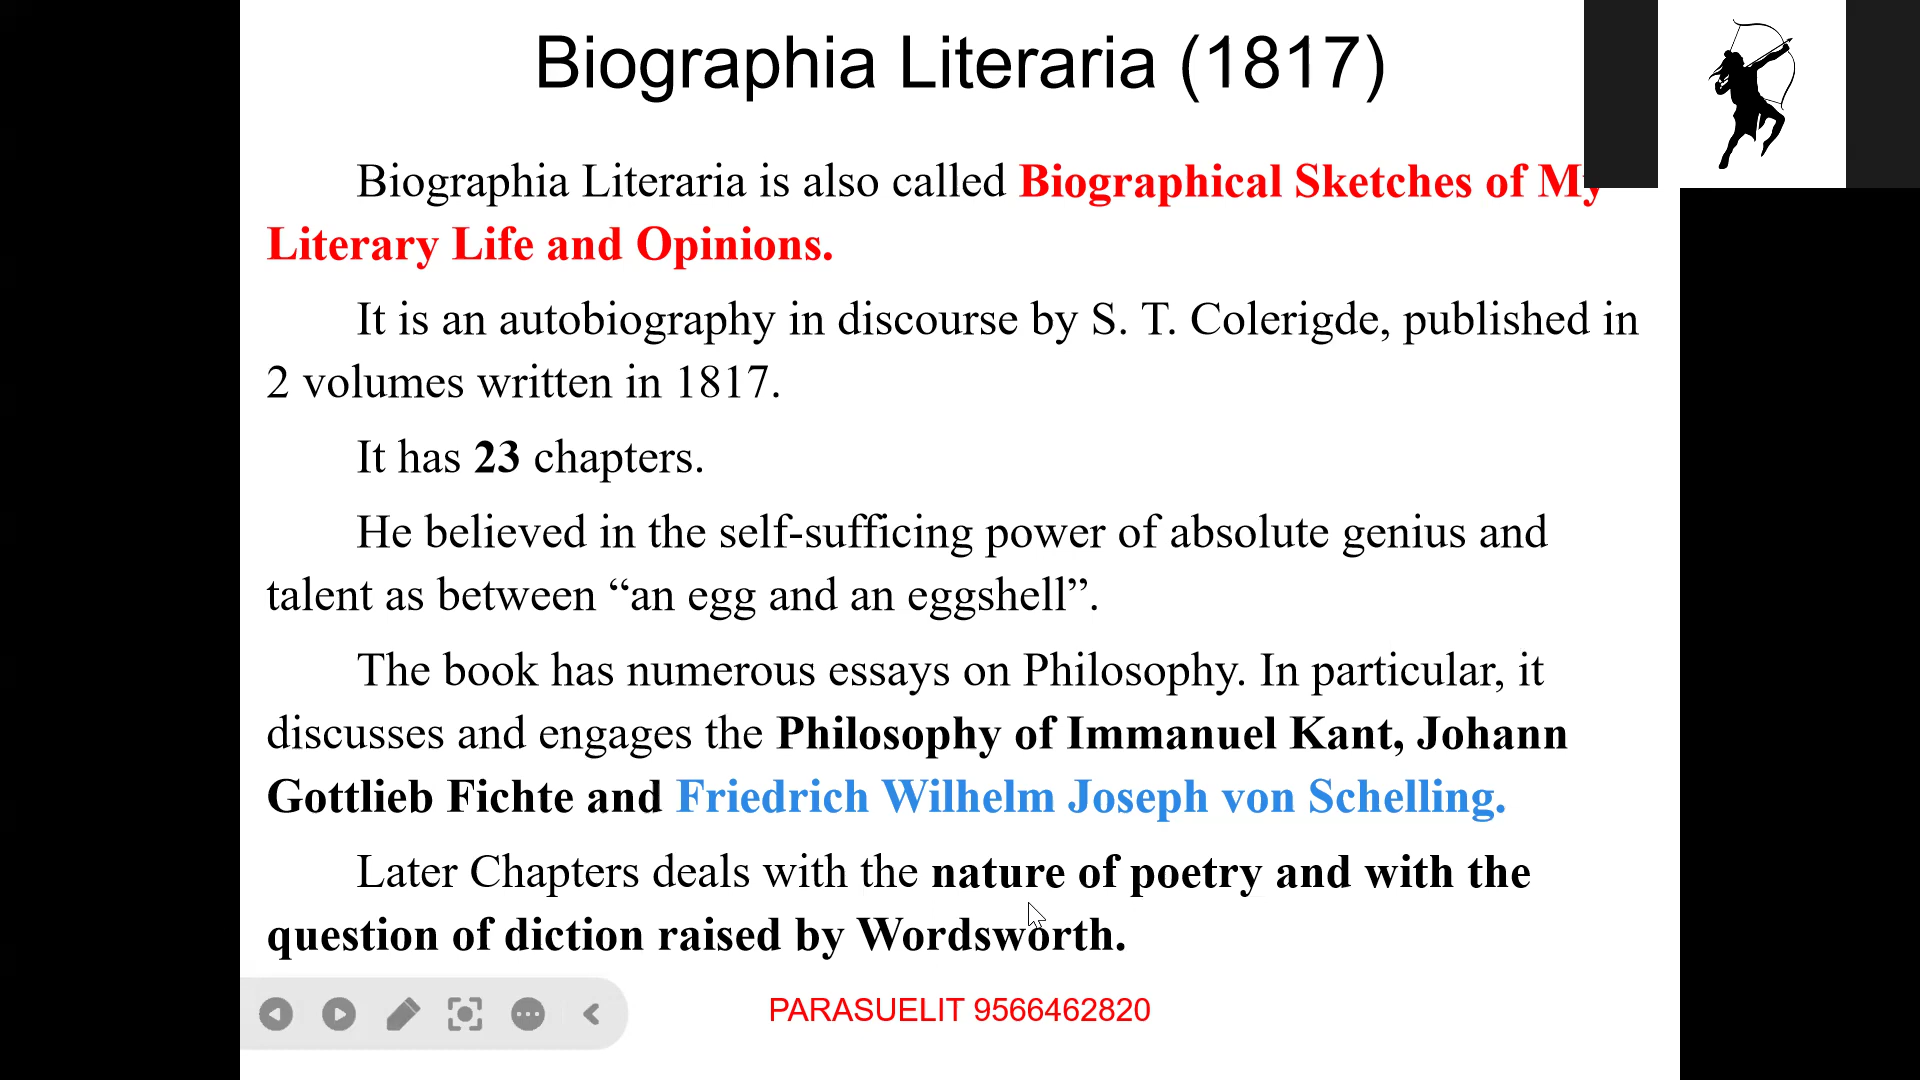 Biographia Literaria (1817)
Biographia Literaria is also called Biographical Sketches of My
Literary Life and Opinions.
It is an autobiography in discourse by S. T. Colerigde, published in
2 volumes written in 1817.
It has 23 chapters.
He believed in the self-sufficing power of absolute genius and
talent as between “an egg and an eggshell”.
The book has numerous essays on Philosophy. In particular, it
discusses and engages the Philosophy of Immanuel Kant, Johann
Gottlieb Fichte and Friedrich Wilhelm Joseph von Schelling.
Later Chapters deals with the nature of poetry and with the
question of diction raised by Wordsworth.
PARASUELIT 9566462820